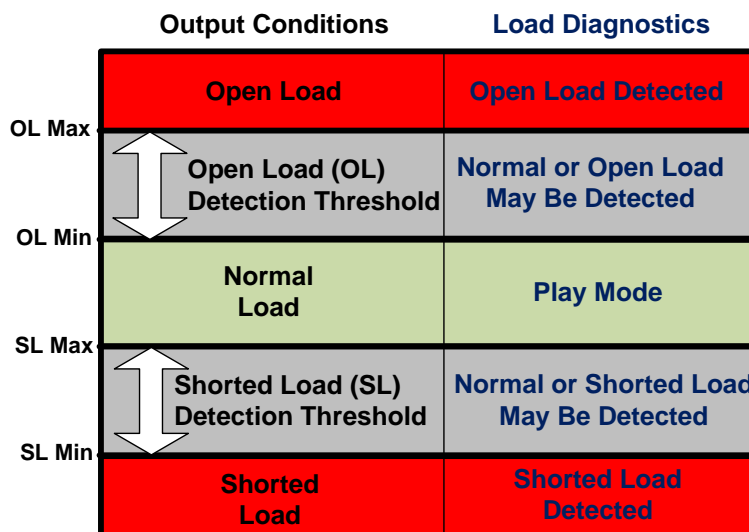 Output Conditions
Load Diagnostics
Open Load
Open Load Detected
OL Max
Open Load (OL)
Detection Threshold
Normal or Open Load
May Be Detected
OL Min
Normal
Load
Play Mode
SL Max
Shorted Load (SL)
Detection Threshold
Normal or Shorted Load
May Be Detected
SL Min
Shorted
Load
Shorted Load
Detected